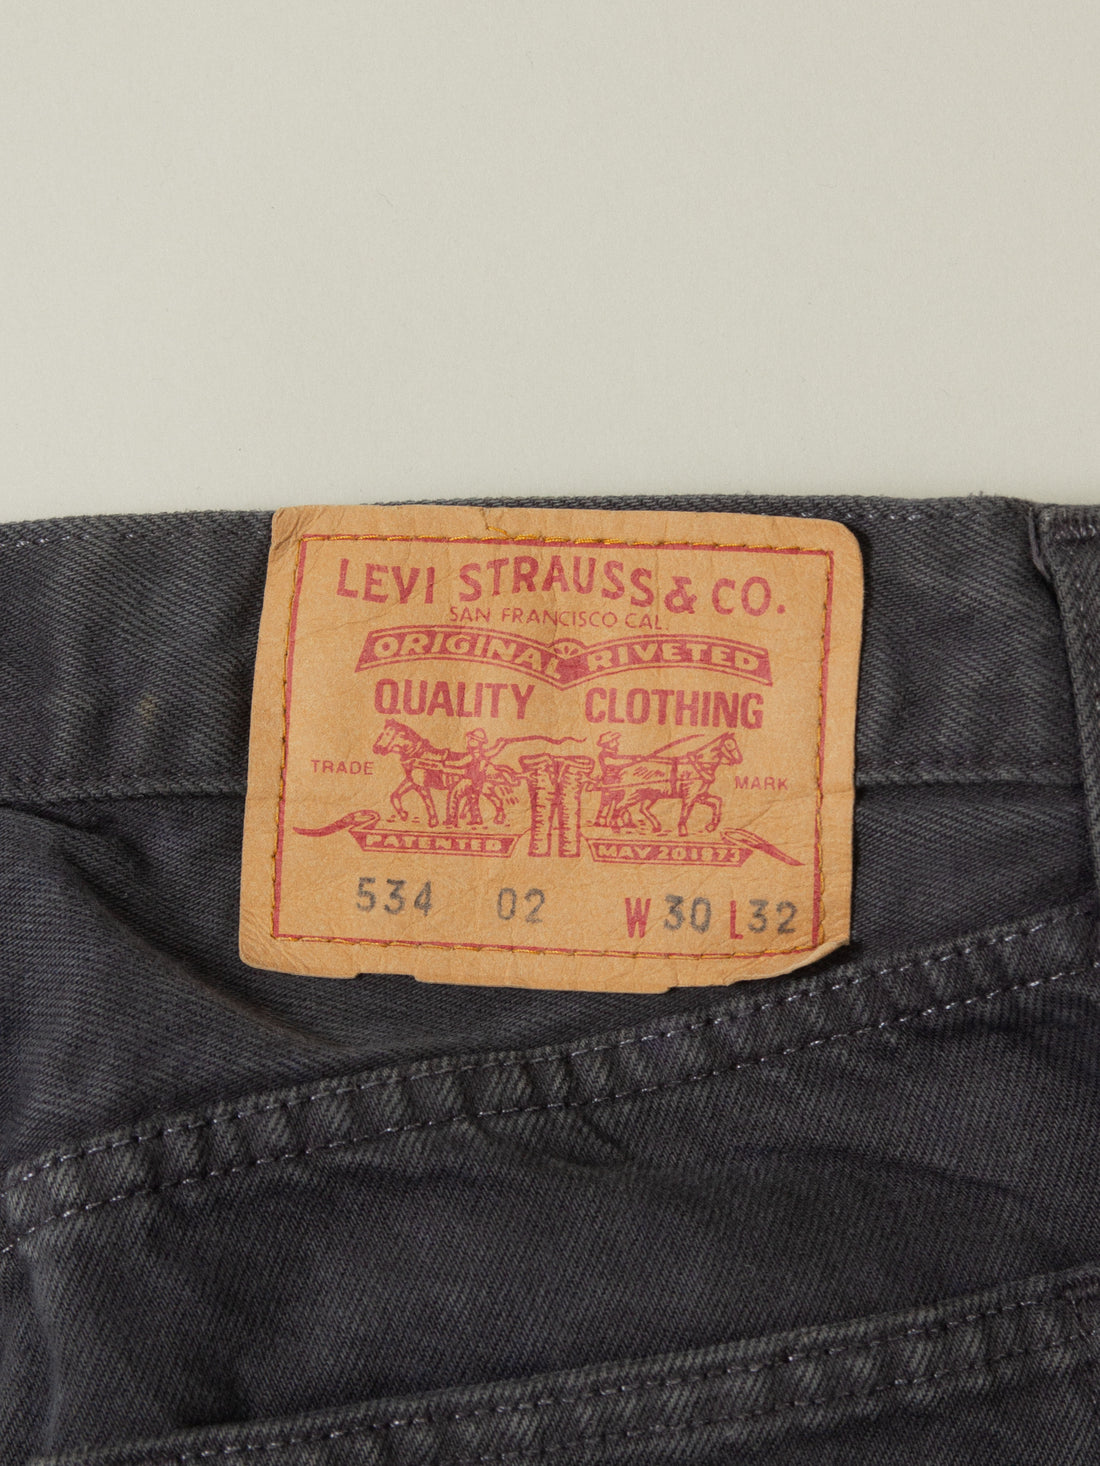 LEVI STRAUSS & CO.
SAN FRANCISCO CAL.
ORIGINAL RIVETED
QUALITY CLOTHING
TRADE MARK
PATENTED MAY 20 1873
534 02 W 30 L 32